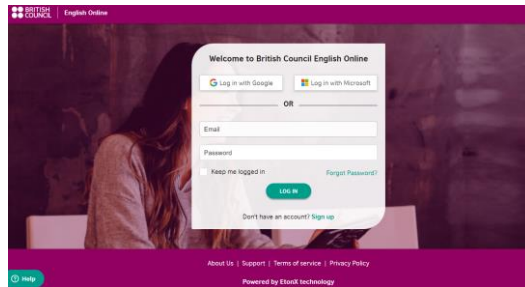 BRITISH
COUNCIL
English Online
Welcome to British Council English Online
Log in with Google
Log in with Microsoft
OR
Email
Password
Keep me logged in
Forgot Password?
LOG IN
Don't have an account? Sign up
About Us | Support | Terms of service | Privacy Policy
Help
Powered by EtonX technology